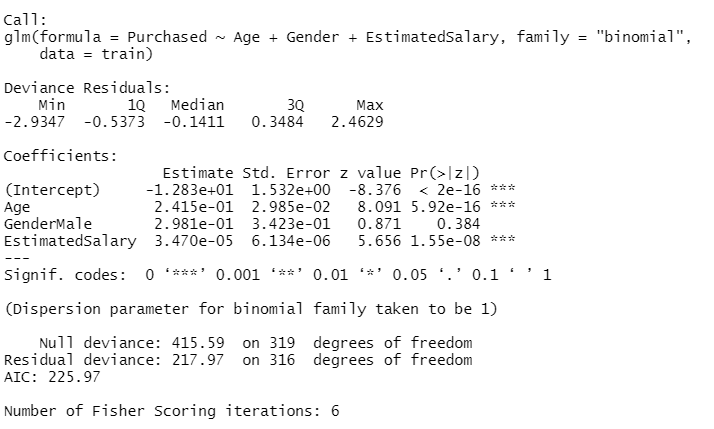 Call:
glm(formula = Purchased ~ Age + Gender + EstimatedSalary, family = "binomial",
    data = train)
Deviance Residuals:
    Min       1Q   Median       3Q      Max
-2.9347  -0.5373  -0.1411   0.3484   2.4629
Coefficients:
                  Estimate Std. Error z value Pr(>|z|)
(Intercept)     -1.283e+01  1.532e+00  -8.376  < 2e-16 ***
Age              2.415e-01  2.985e-02   8.091 5.92e-16 ***
GenderMale       2.981e-01  3.423e-01   0.871    0.384
EstimatedSalary  3.470e-05  6.134e-06   5.656 1.55e-08 ***
---
Signif. codes:  0 ‘***’ 0.001 ‘**’ 0.01 ‘*’ 0.05 ‘.’ 0.1 ‘ ’ 1
(Dispersion parameter for binomial family taken to be 1)
    Null deviance: 415.59  on 319  degrees of freedom
Residual deviance: 217.97  on 316  degrees of freedom
AIC: 225.97
Number of Fisher Scoring iterations: 6